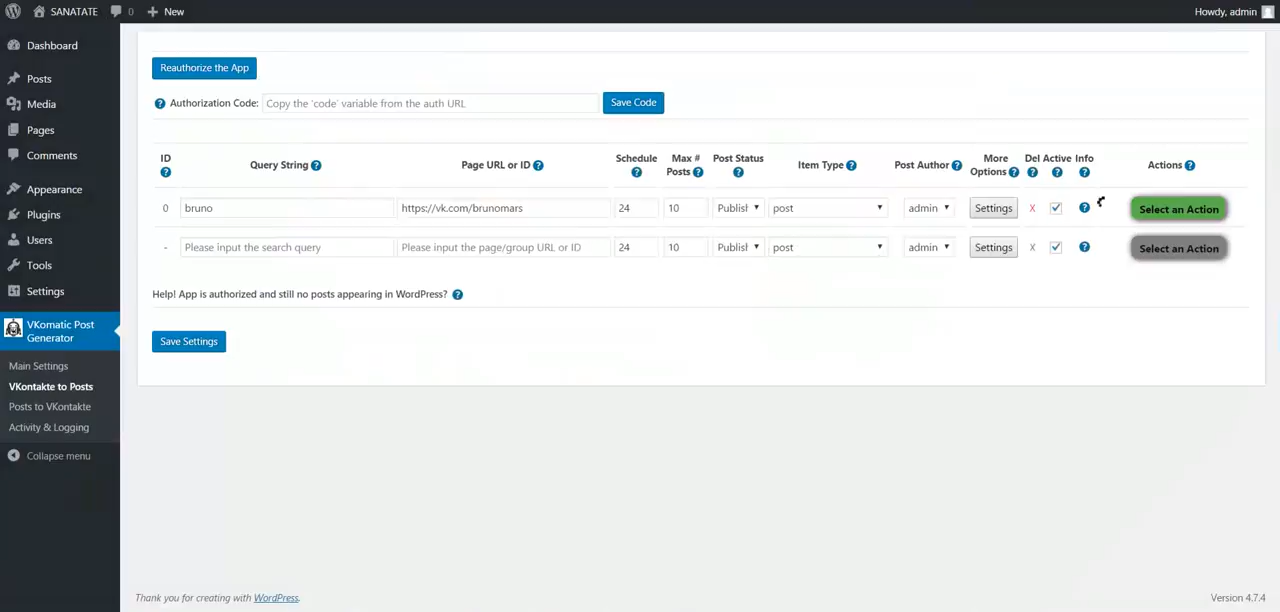 SANATATE 0 New Howdy, admin
Dashboard
Posts
Media
Pages
Comments
Appearance
Plugins
Users
Tools
Settings
VKomatic Post
Generator
Main Settings
VKontakte to Posts
Posts to VKontakte
Activity & Logging
Collapse menu
Reauthorize the App
? Authorization Code: Copy the 'code' variable from the auth URL Save Code
ID ? Query String ? Page URL or ID ? Schedule ? Max # Posts ? Post Status ? Item Type ? Post Author ? More Options ? Del ? Active ? Info ? Actions ?
0 bruno https://vk.com/brunomars 24 10 Publish post admin Settings X ? Select an Action
- Please input the search query Please input the page/group URL or ID 24 10 Publish post admin Settings X ? Select an Action
Help! App is authorized and still no posts appearing in WordPress? ?
Save Settings
Thank you for creating with WordPress. Version 4.7.4